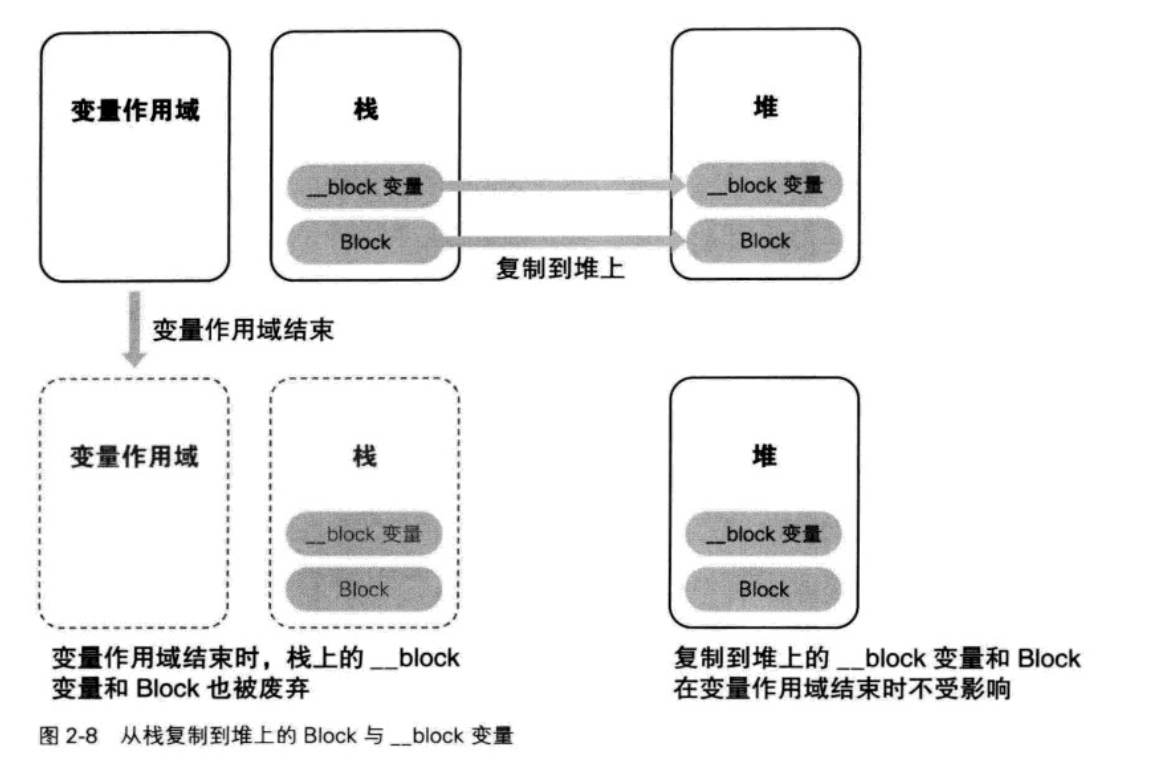 变量作用域
栈
堆
__block 变量
__block 变量
Block
Block
复制到堆上
变量作用域结束
变量作用域
栈
堆
__block 变量
__block 变量
Block
Block
变量作用域结束时，栈上的 __block
变量和 Block 也被废弃
复制到堆上的 __block 变量和 Block
在变量作用域结束时不受影响
图 2-8 从栈复制到堆上的 Block 与 __block 变量